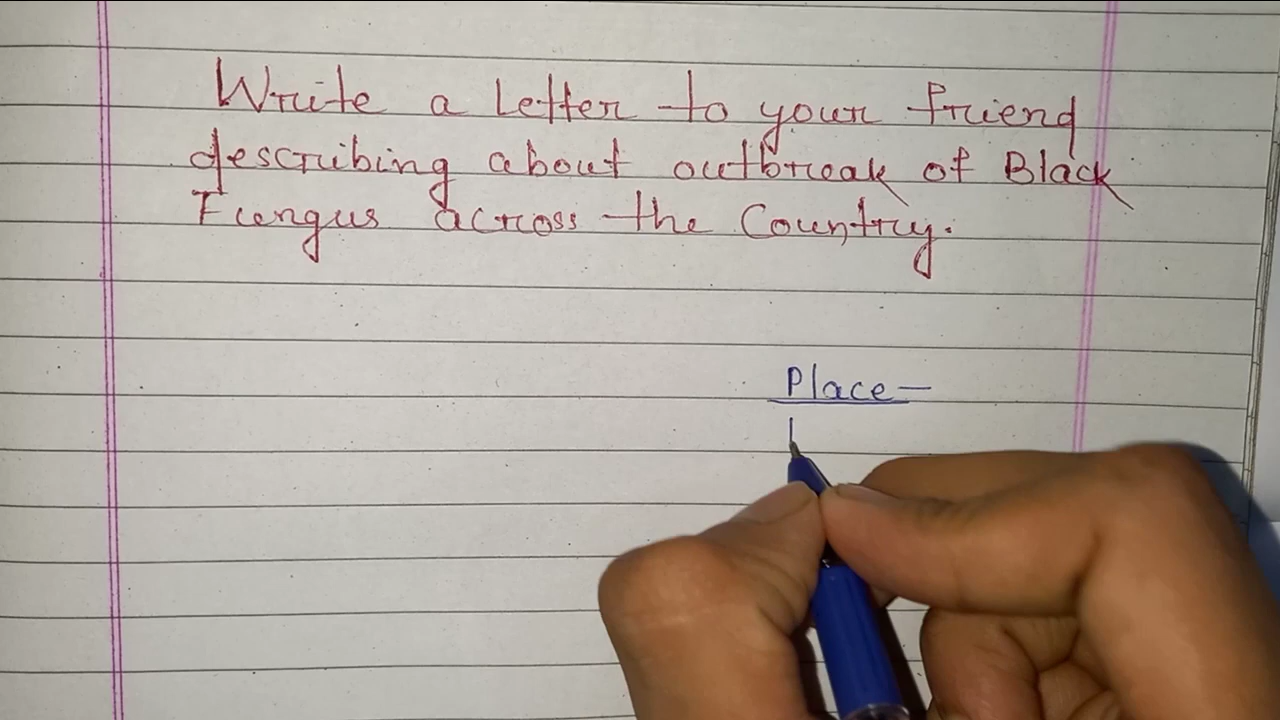 Write a letter to your friend
describing about outbreak of Black
Fungus across the Country.
Place —